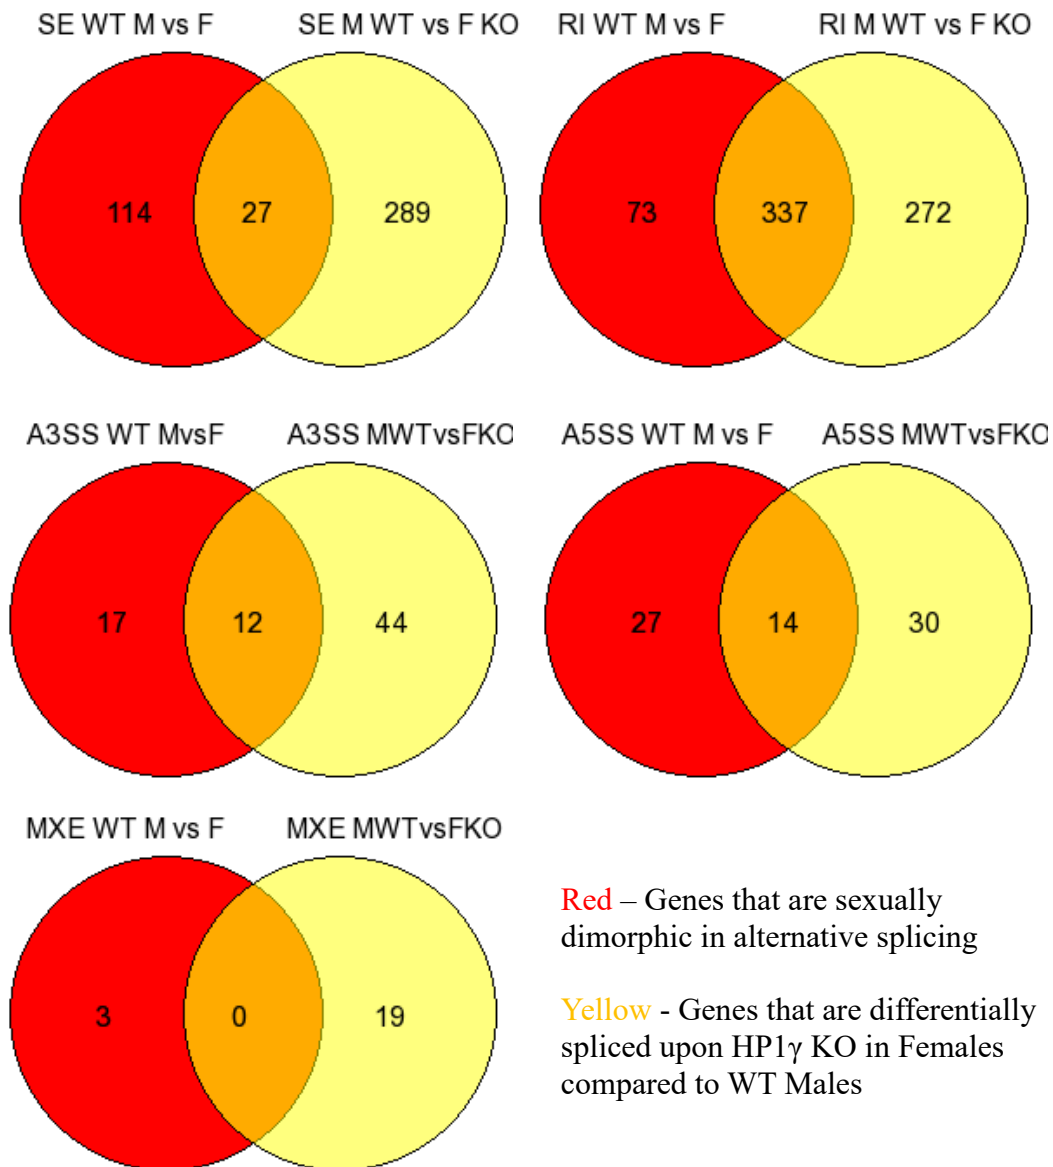 SE WT M vs F
SE M WT vs F KO
RI WT M vs F
RI M WT vs F KO
114
27
289
73
337
272
A3SS WT MvsF
A3SS MWTvsFKO
A5SS WT M vs F
A5SS MWTvsFKO
17
12
44
27
14
30
MXE WT M vs F
MXE MWTvsFKO
3
0
19
Red – Genes that are sexually
dimorphic in alternative splicing
Yellow - Genes that are differentially
spliced upon HP1γ KO in Females
compared to WT Males